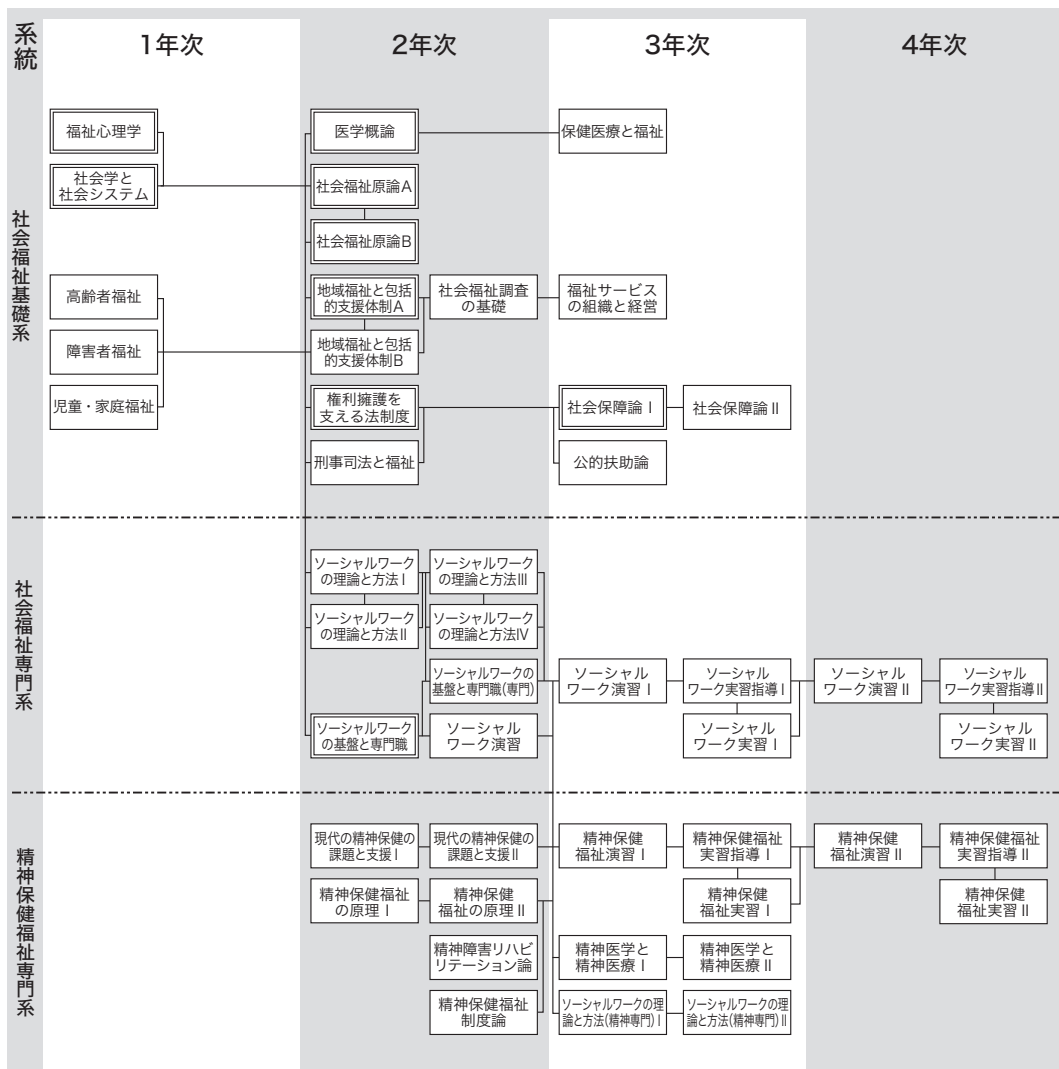 系統
1年次
2年次
3年次
4年次
社会福祉基礎系
福祉心理学
医学概論
保健医療と福祉
社会学と
社会システム
社会福祉原論A
社会福祉原論B
高齢者福祉
地域福祉と包括
的支援体制A
社会福祉調査
の基礎
福祉サービス
の組織と経営
障害者福祉
地域福祉と包括
的支援体制B
児童・家庭福祉
権利擁護を
支える法制度
社会保障論Ⅰ
社会保障論Ⅱ
刑事司法と福祉
公的扶助論
社会福祉専門系
ソーシャルワーク
の理論と方法Ⅰ
ソーシャルワーク
の理論と方法Ⅲ
ソーシャルワーク
の理論と方法Ⅱ
ソーシャルワーク
の理論と方法Ⅳ
ソーシャルワークの
基盤と専門職(専門)
ソーシャル
ワーク演習Ⅰ
ソーシャル
ワーク実習指導Ⅰ
ソーシャル
ワーク演習Ⅱ
ソーシャル
ワーク実習指導Ⅱ
ソーシャルワーク
の基盤と専門職
ソーシャル
ワーク演習
ソーシャル
ワーク実習Ⅰ
ソーシャル
ワーク実習Ⅱ
精神保健福祉専門系
現代の精神保健の
課題と支援Ⅰ
現代の精神保健の
課題と支援Ⅱ
精神保健
福祉演習Ⅰ
精神保健福祉
実習指導Ⅰ
精神保健
福祉演習Ⅱ
精神保健福祉
実習指導Ⅱ
精神保健福祉
の原理Ⅰ
精神保健
福祉の原理Ⅱ
精神保健
福祉実習Ⅰ
精神保健
福祉実習Ⅱ
精神障害リハビ
リテーション論
精神医学と
精神医療Ⅰ
精神医学と
精神医療Ⅱ
精神保健福祉
制度論
ソーシャルワークの理
論と方法(精神専門)Ⅰ
ソーシャルワークの理
論と方法(精神専門)Ⅱ